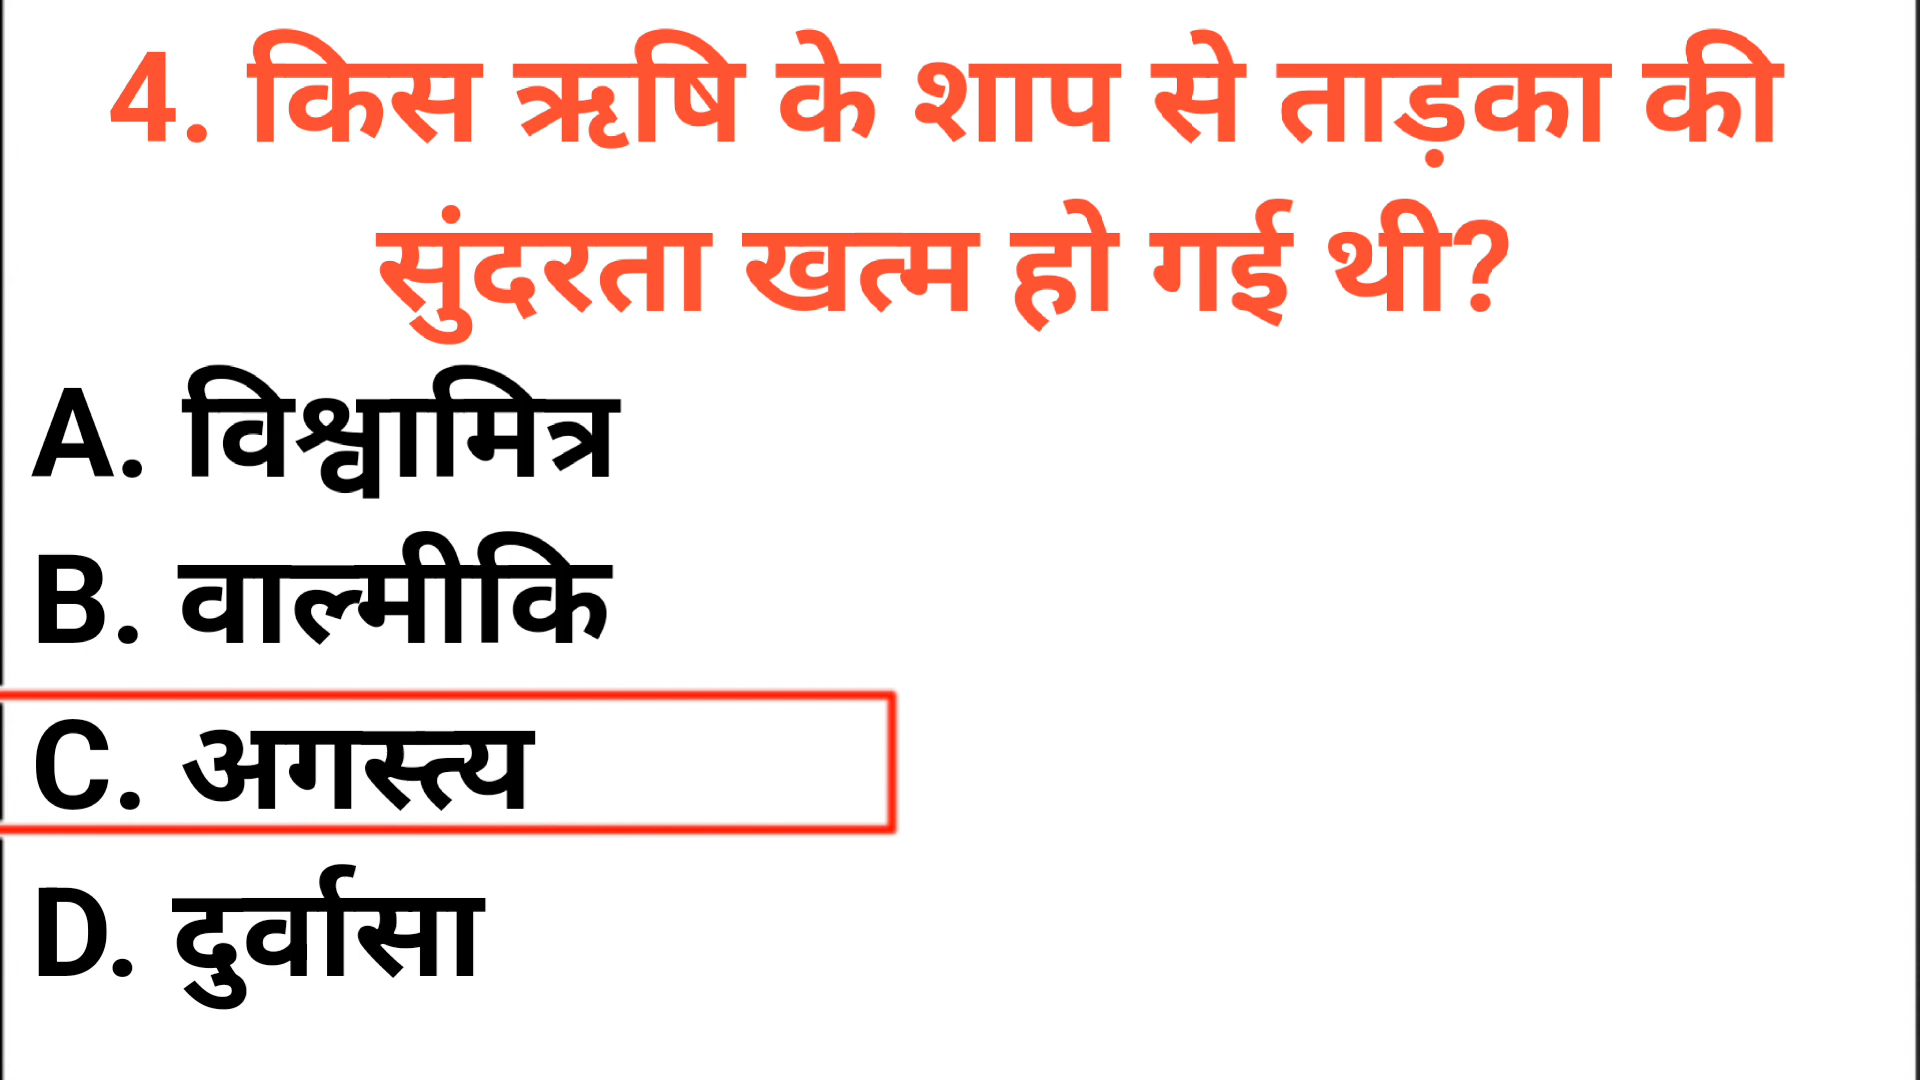 4. किस ऋषि के शाप से ताड़का की
सुंदरता खत्म हो गई थी?
A. विश्वामित्र
B. वाल्मीकि
C. अगस्त्य
D. दुर्वासा